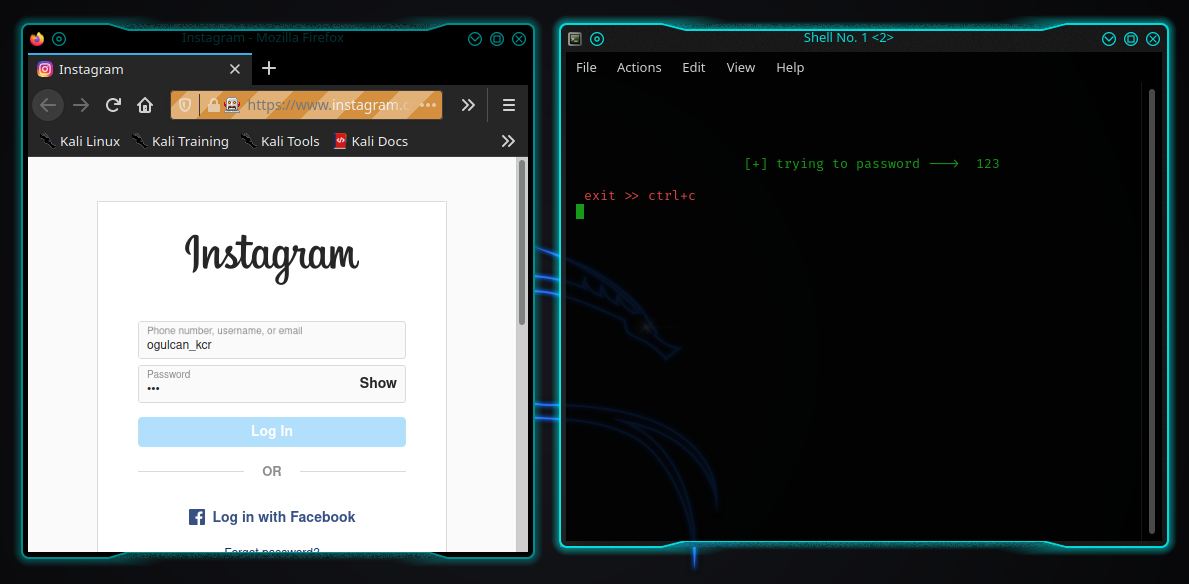 Instagram - Mozilla Firefox
Instagram
https://www.instagram.c
Kali Linux
Kali Training
Kali Tools
Kali Docs
Instagram
Phone number, username, or email
ogulcan_kcr
Password
•••
Show
Log In
OR
Log in with Facebook
Forgot password?
Shell No. 1 <2>
File Actions Edit View Help
[+] trying to password ---> 123
exit >> ctrl+c